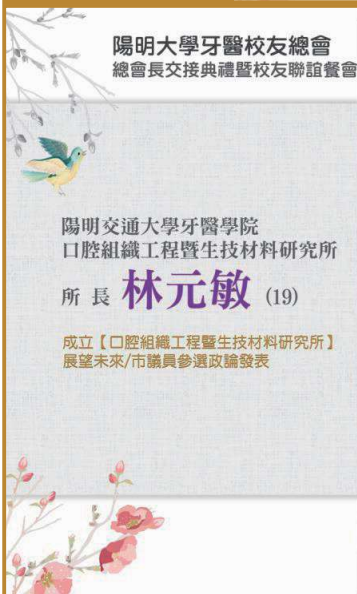 陽明大學牙醫校友總會
總會長交接典禮暨校友聯誼餐會
陽明交通大學牙醫學院
口腔組織工程暨生技材料研究所
所 長 林元敏 (19)
成立【口腔組織工程暨生技材料研究所】
展望未來/市議員參選政論發表